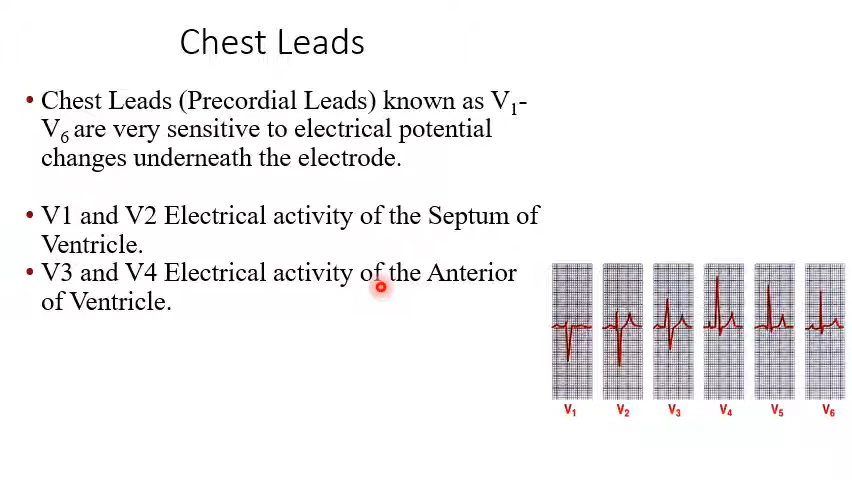 Chest Leads
• Chest Leads (Precordial Leads) known as V1-
V6 are very sensitive to electrical potential
changes underneath the electrode.
• V1 and V2 Electrical activity of the Septum of
Ventricle.
• V3 and V4 Electrical activity of the Anterior
of Ventricle.
V1 V2 V3 V4 V5 V6